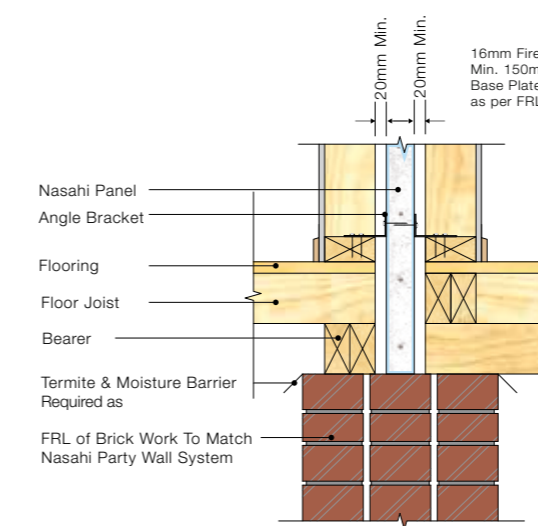 20mm Min.
20mm Min.
16mm Fire
Min. 150m
Base Plate
as per FRL
Nasahi Panel
Angle Bracket
Flooring
Floor Joist
Bearer
Termite & Moisture Barrier
Required as
FRL of Brick Work To Match
Nasahi Party Wall System